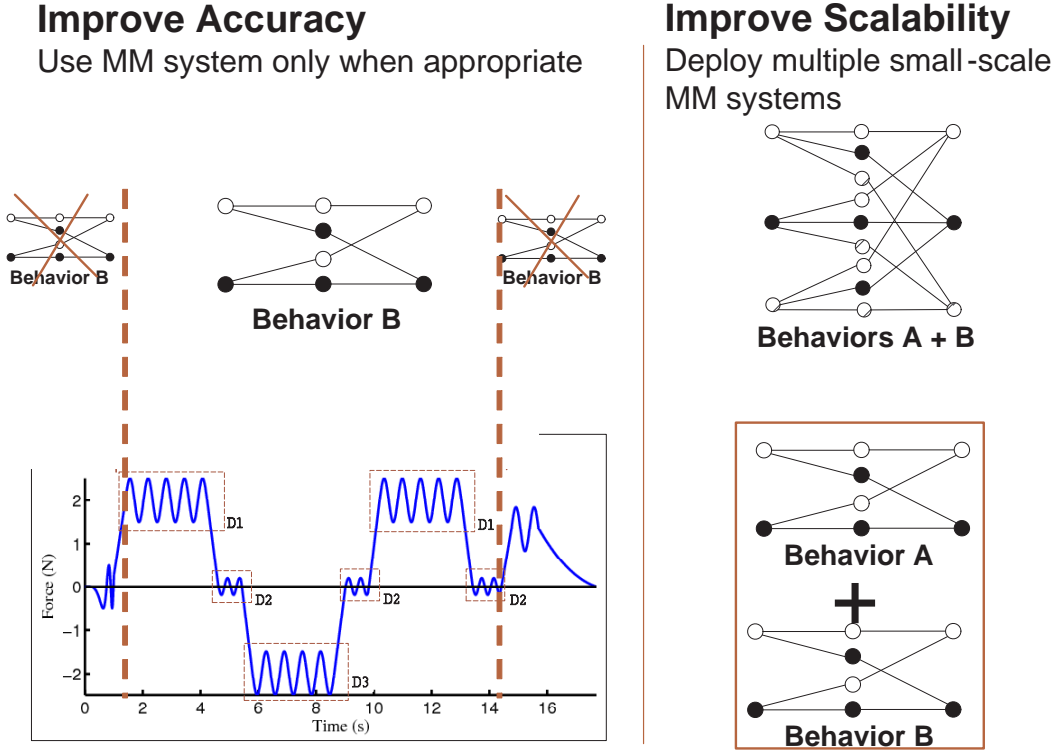 Improve Accuracy
Use MM system only when appropriate
Behavior B
Behavior B
Behavior B
D1
D1
D2
D2
D2
D3
2
1
0
−1
−2
Force (N)
0
2
4
6
8
10
12
14
16
Time (s)
Improve Scalability
Deploy multiple small-scale
MM systems
Behaviors A + B
Behavior A
+
Behavior B